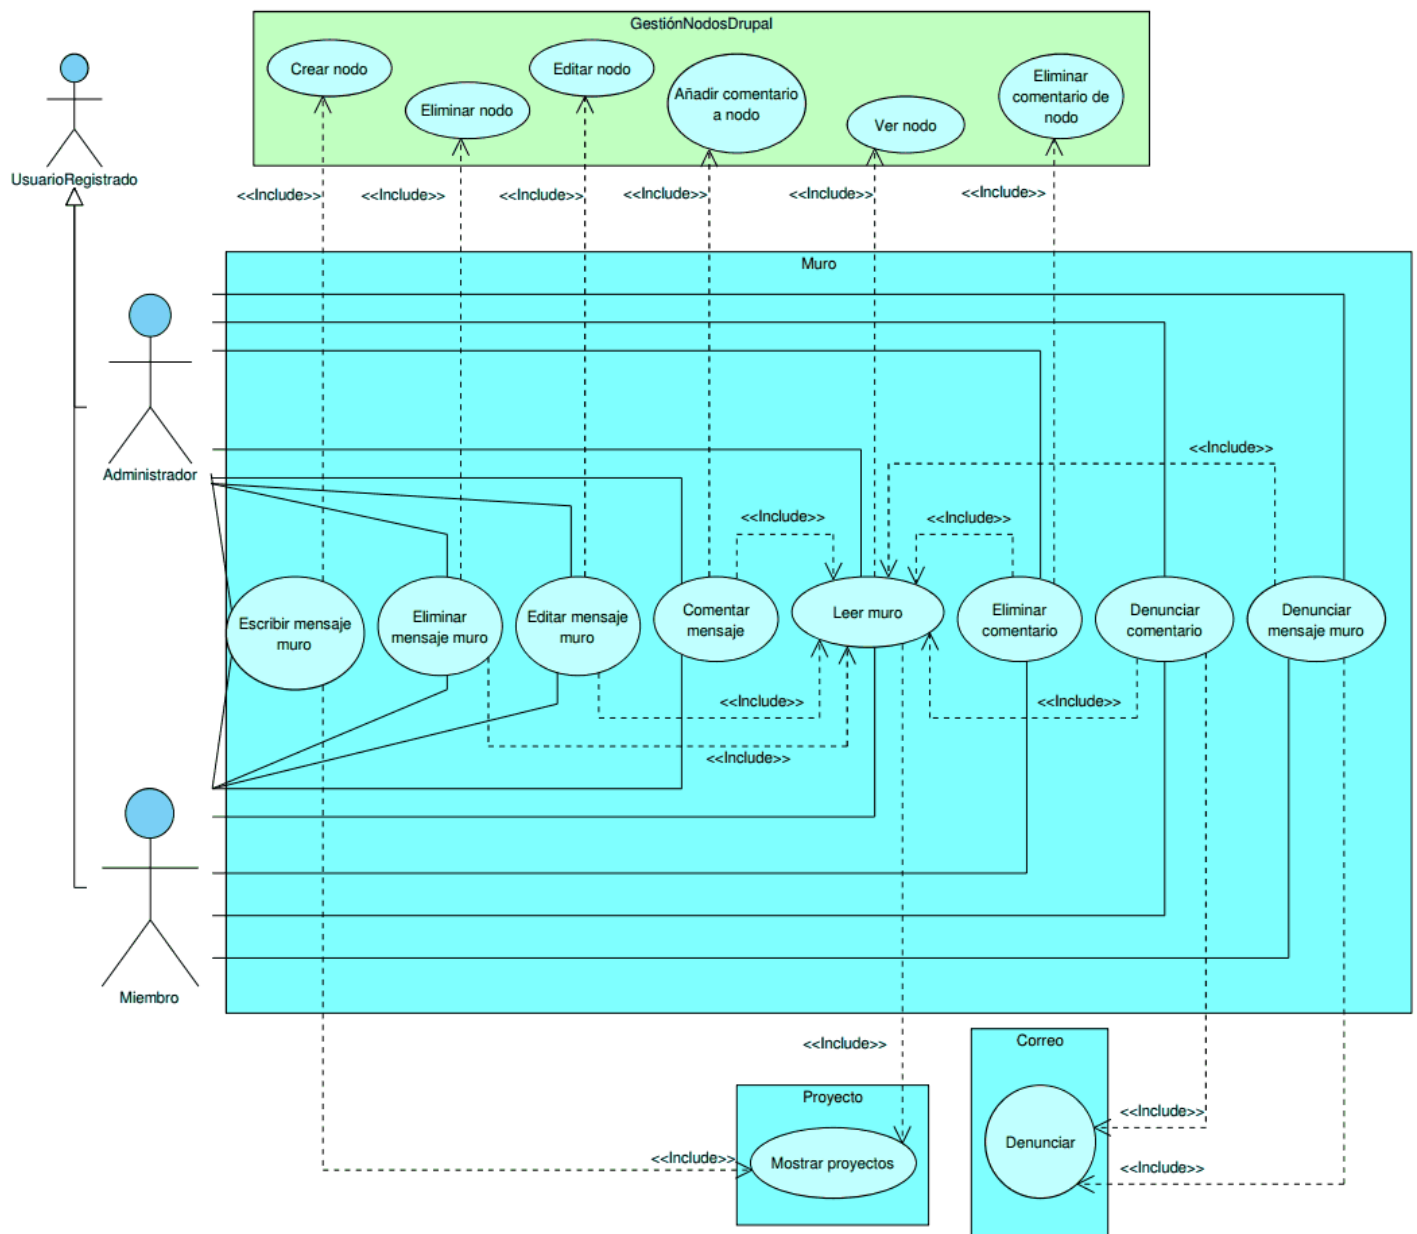 GestiónNodosDrupal
Crear nodo
Eliminar nodo
Editar nodo
Añadir comentario
a nodo
Ver nodo
Eliminar
comentario de
nodo
UsuarioRegistrado
<<Include>>
<<Include>>
<<Include>>
<<Include>>
<<Include>>
<<Include>>
Muro
Administrador
<<Include>>
<<Include>>
<<Include>>
Escribir mensaje
muro
Eliminar
mensaje muro
Editar mensaje
muro
Comentar
mensaje
Leer muro
Eliminar
comentario
Denunciar
comentario
Denunciar
mensaje muro
<<Include>>
<<Include>>
<<Include>>
Miembro
<<Include>>
Correo
Proyecto
<<Include>>
Denunciar
<<Include>>
Mostrar proyectos
<<Include>>